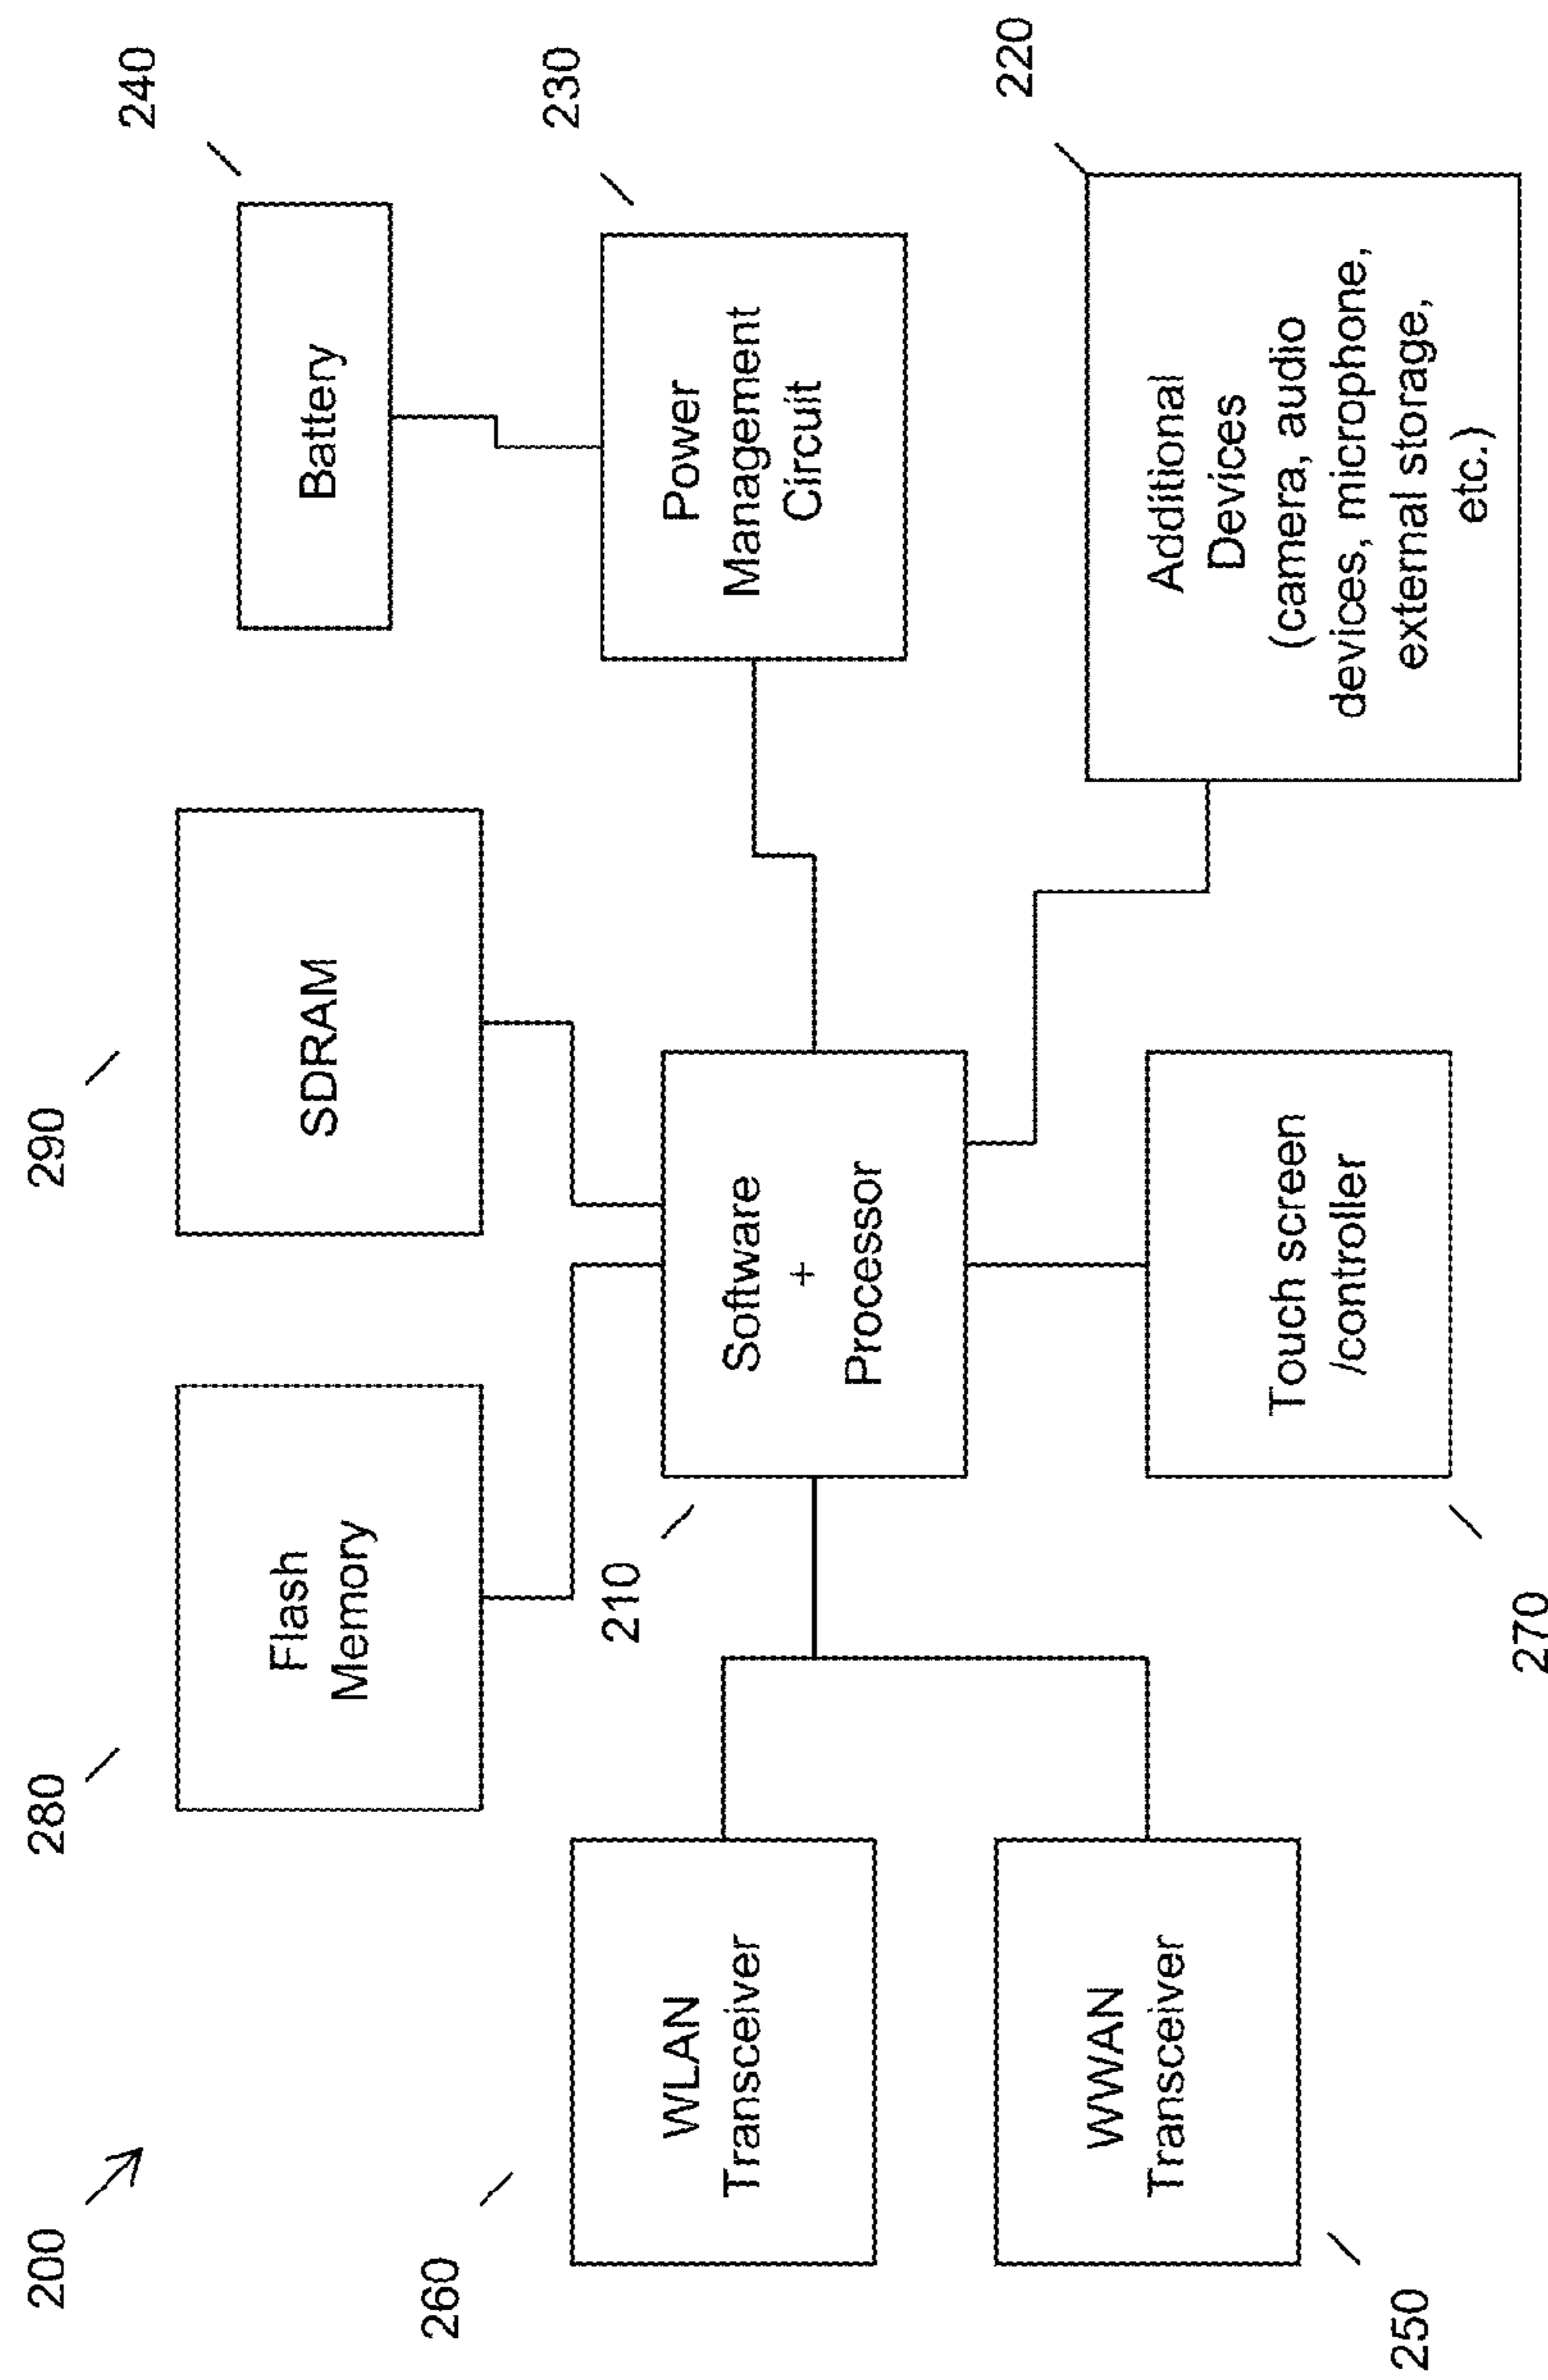 200
280
Flash
Memory
290
SDRAM
240
Battery
260
WLAN
Transceiver
210
Software
+
Processor
230
Power
Management
Circuit
250
WWAN
Transceiver
270
Touch screen
/controller
220
Additional
Devices
(camera, audio
devices, microphone,
external storage,
etc.)